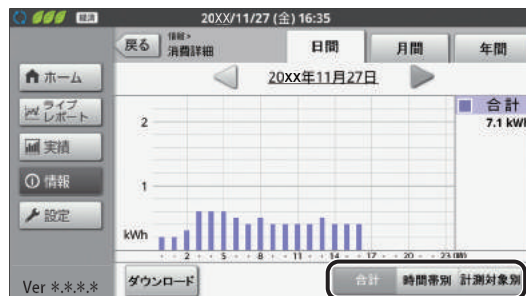 経済 20XX/11/27 (金) 16:35
戻る 情報> 消費詳細 日間 月間 年間
ホーム
ライブ
レポート
実績
情報
設定
Ver *.*.*.*
20XX年11月27日
合計
7.1 kWh
2
1
kWh
2 5 8 11 14 17 20 23 (時)
ダウンロード 合計 時間帯別 計測対象別